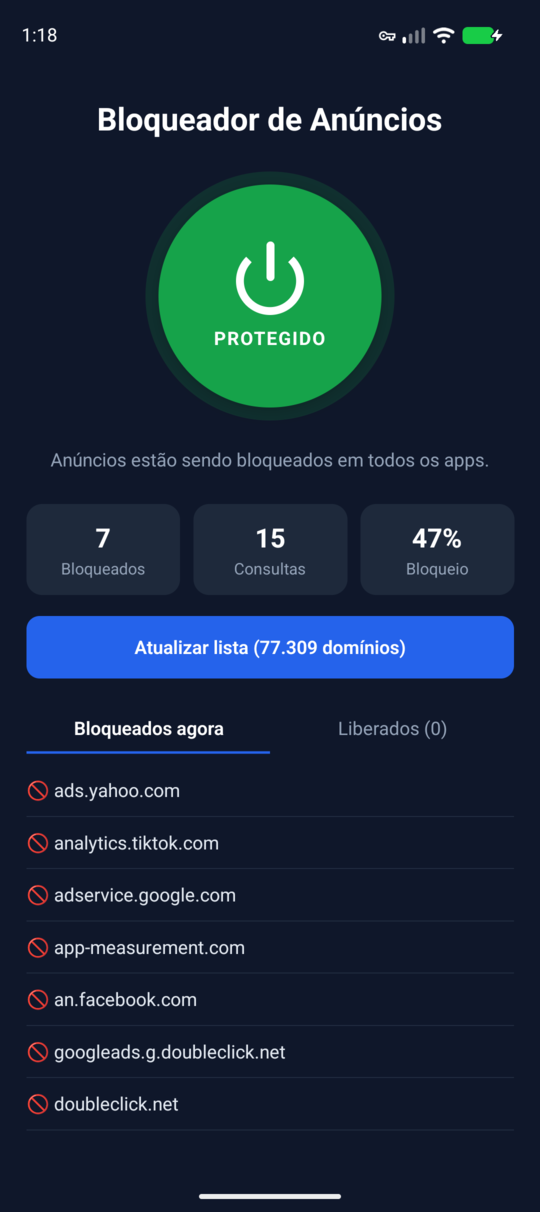 1:18
Bloqueador de Anúncios
PROTEGIDO
Anúncios estão sendo bloqueados em todos os apps.
7
15
47%
Bloqueados
Consultas
Bloqueio
Atualizar lista (77.309 domínios)
Bloqueados agora
Liberados (0)
ads.yahoo.com
analytics.tiktok.com
adservice.google.com
app-measurement.com
an.facebook.com
googleads.g.doubleclick.net
doubleclick.net